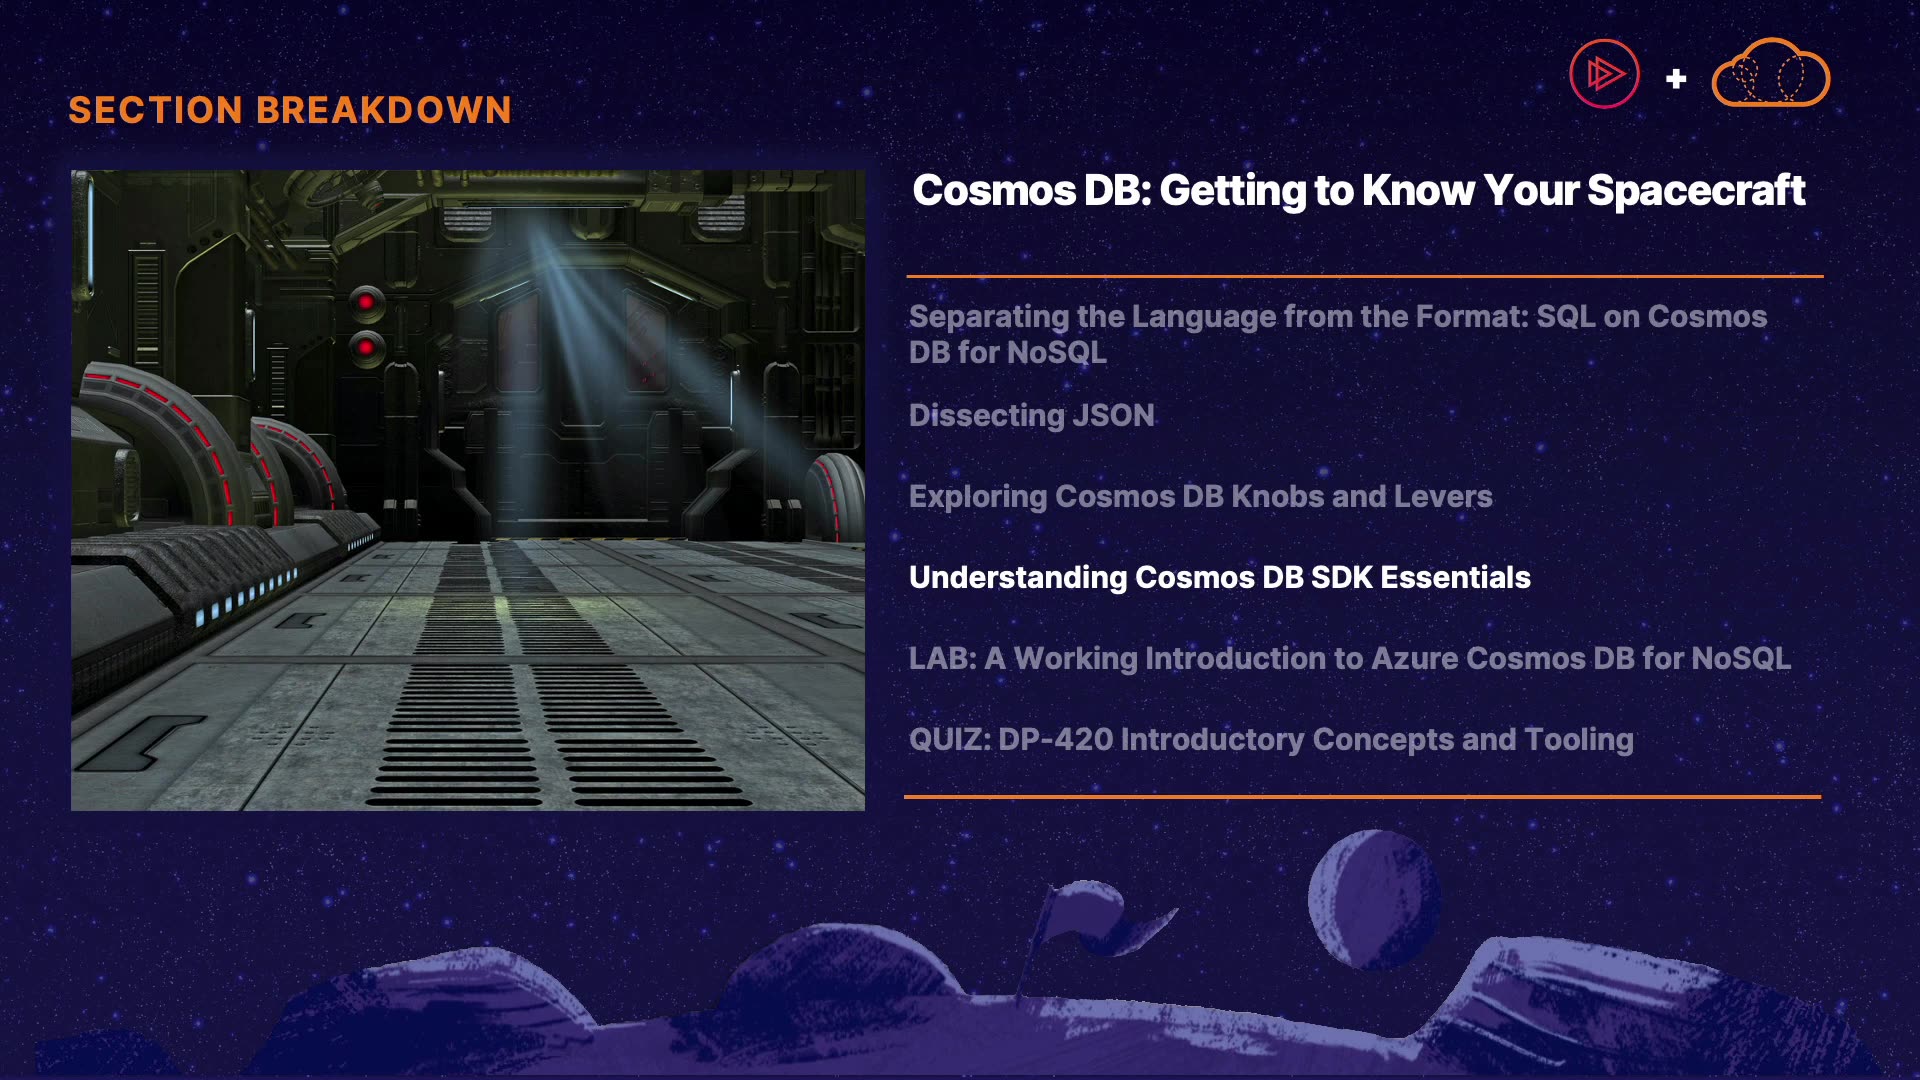 SECTION BREAKDOWN
+
Cosmos DB: Getting to Know Your Spacecraft
Separating the Language from the Format: SQL on Cosmos
DB for NoSQL
Dissecting JSON
Exploring Cosmos DB Knobs and Levers
Understanding Cosmos DB SDK Essentials
LAB: A Working Introduction to Azure Cosmos DB for NoSQL
QUIZ: DP-420 Introductory Concepts and Tooling